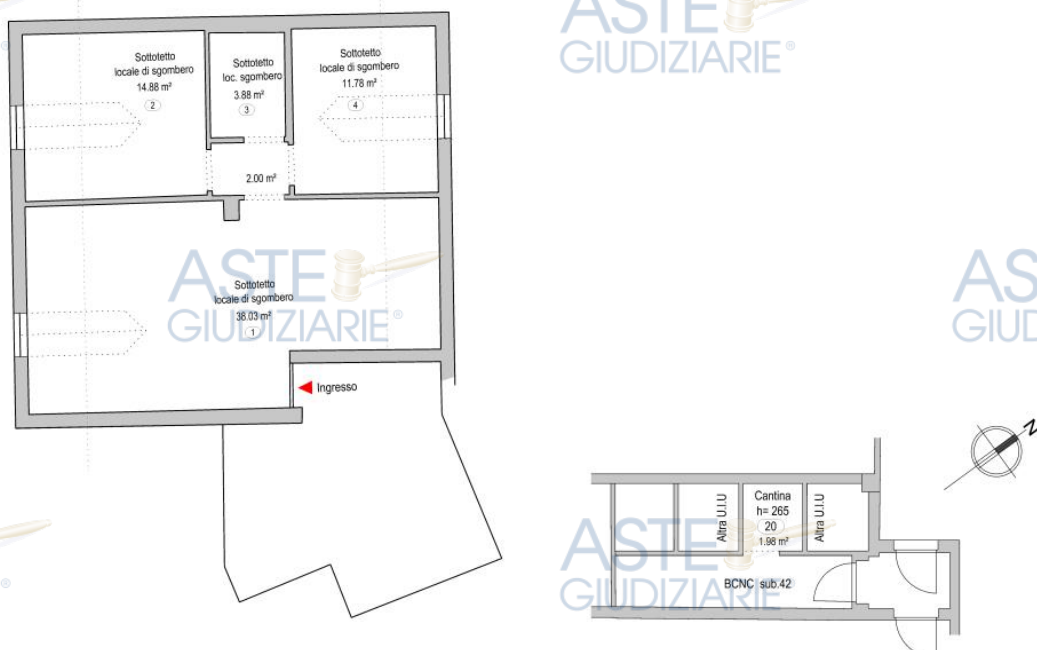 ASTE
GIUDIZIARIE®
Sottotetto
locale di sgombero
14.88 m²
2
Sottotetto
loc. sgombero
3.88 m²
3
Sottotetto
locale di sgombero
11.78 m²
4
2.00 m²
ASTE
GIUDIZIARIE®
Sottotetto
locale di sgombero
38.03 m²
1
AS
GIUD
Ingresso
N
Altra U.I.U
Cantina
h= 265
20
1.98 m²
Altra U.I.U
ASTE
GIUDIZIARIE®
BCNC sub.42